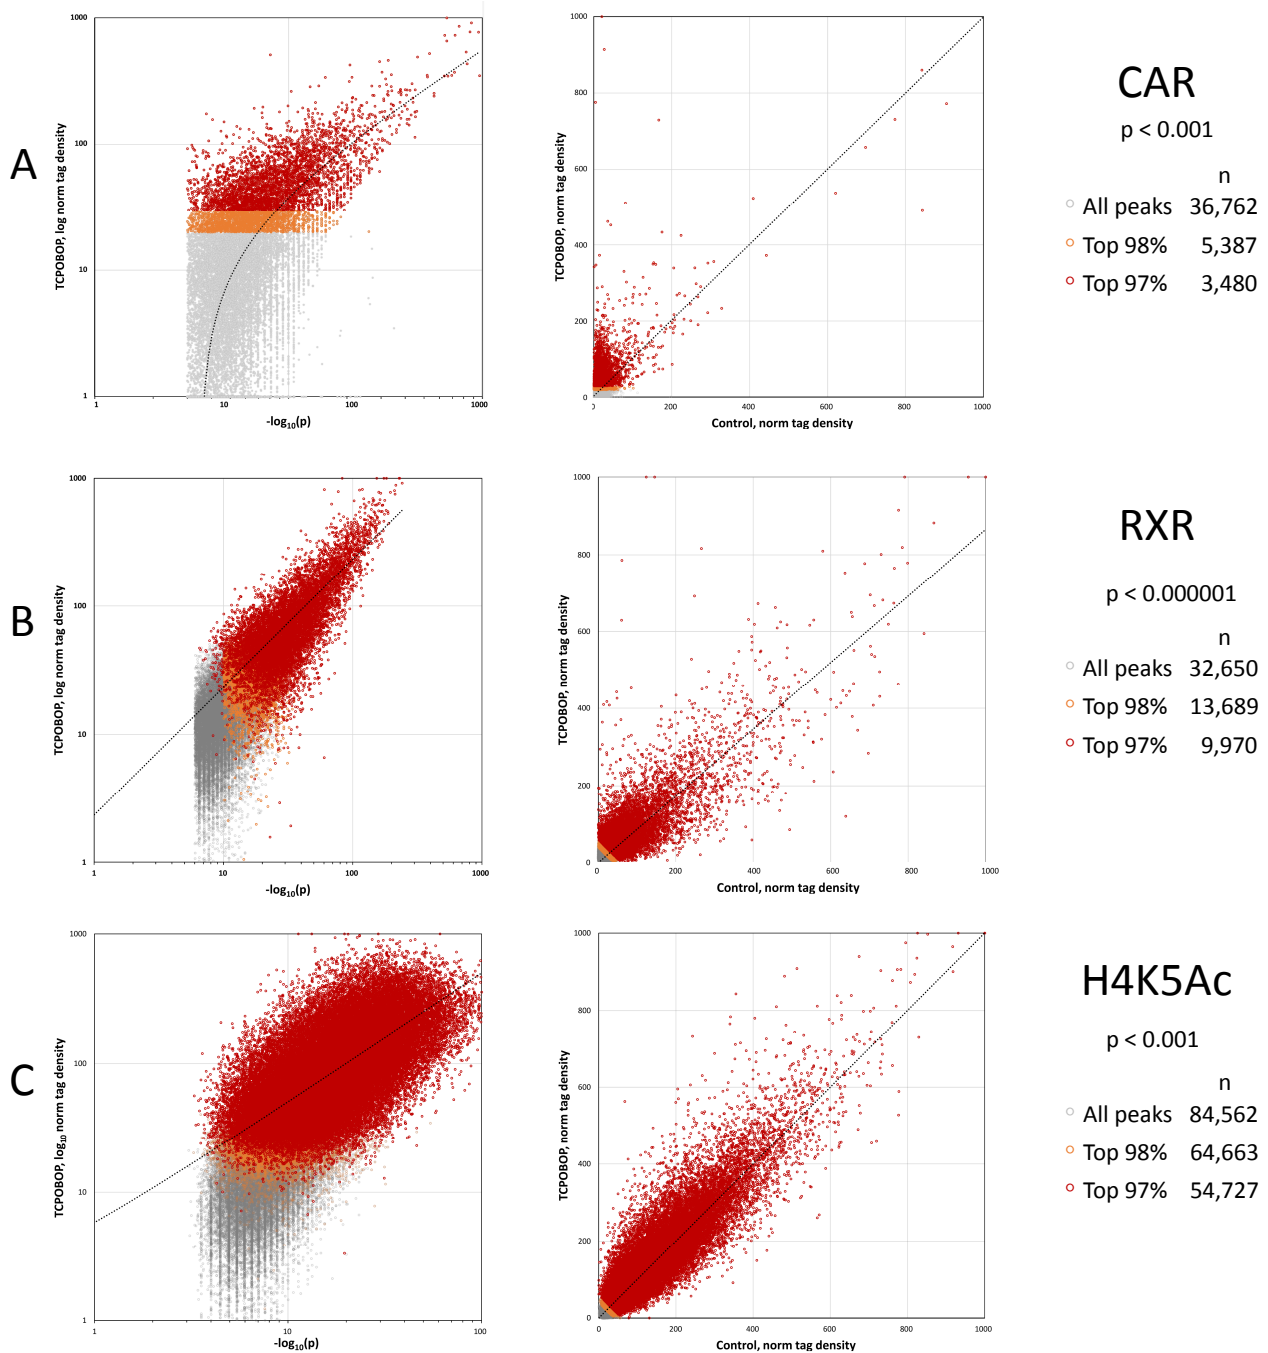 A
1000
100
10
1
TCPOBOP, log norm tag density
1 10 100 1000
-log10(p)
1000
800
600
400
200
0
TCPOBOP, norm tag density
0 200 400 600 800 1000
Control, norm tag density
CAR
p < 0.001
n
All peaks 36,762
Top 98% 5,387
Top 97% 3,480
B
1000
100
10
1
TCPOBOP, log norm tag density
1 10 100 1000
-log10(p)
1000
800
600
400
200
0
TCPOBOP, norm tag density
0 200 400 600 800 1000
Control, norm tag density
RXR
p < 0.000001
n
All peaks 32,650
Top 98% 13,689
Top 97% 9,970
C
1000
100
10
1
TCPOBOP, log10 norm tag density
1 10 100
-log10(p)
1000
800
600
400
200
0
TCPOBOP, norm tag density
0 200 400 600 800 1000
Control, norm tag density
H4K5Ac
p < 0.001
n
All peaks 84,562
Top 98% 64,663
Top 97% 54,727